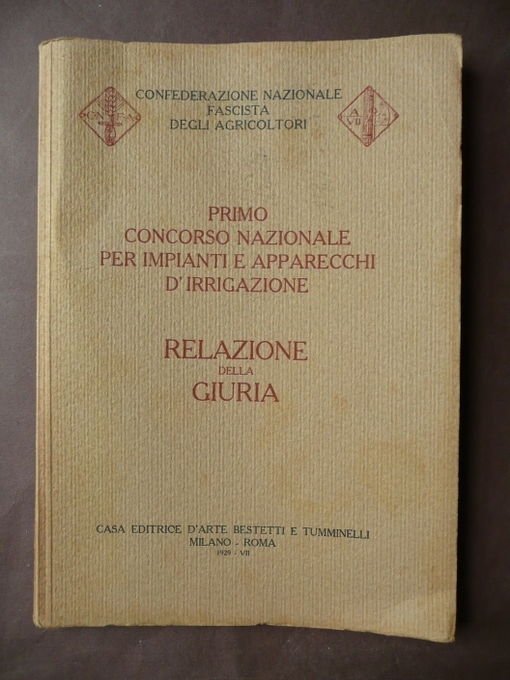 CONFEDERAZIONE NAZIONALE
FASCISTA
DEGLI AGRICOLTORI
A
VII
PRIMO
CONCORSO NAZIONALE
PER IMPIANTI E APPARECCHI
D'IRRIGAZIONE
RELAZIONE
DELLA
GIURIA
CASA EDITRICE D'ARTE BESTETTI E TUMMINELLI
MILANO - ROMA
1929 - VII